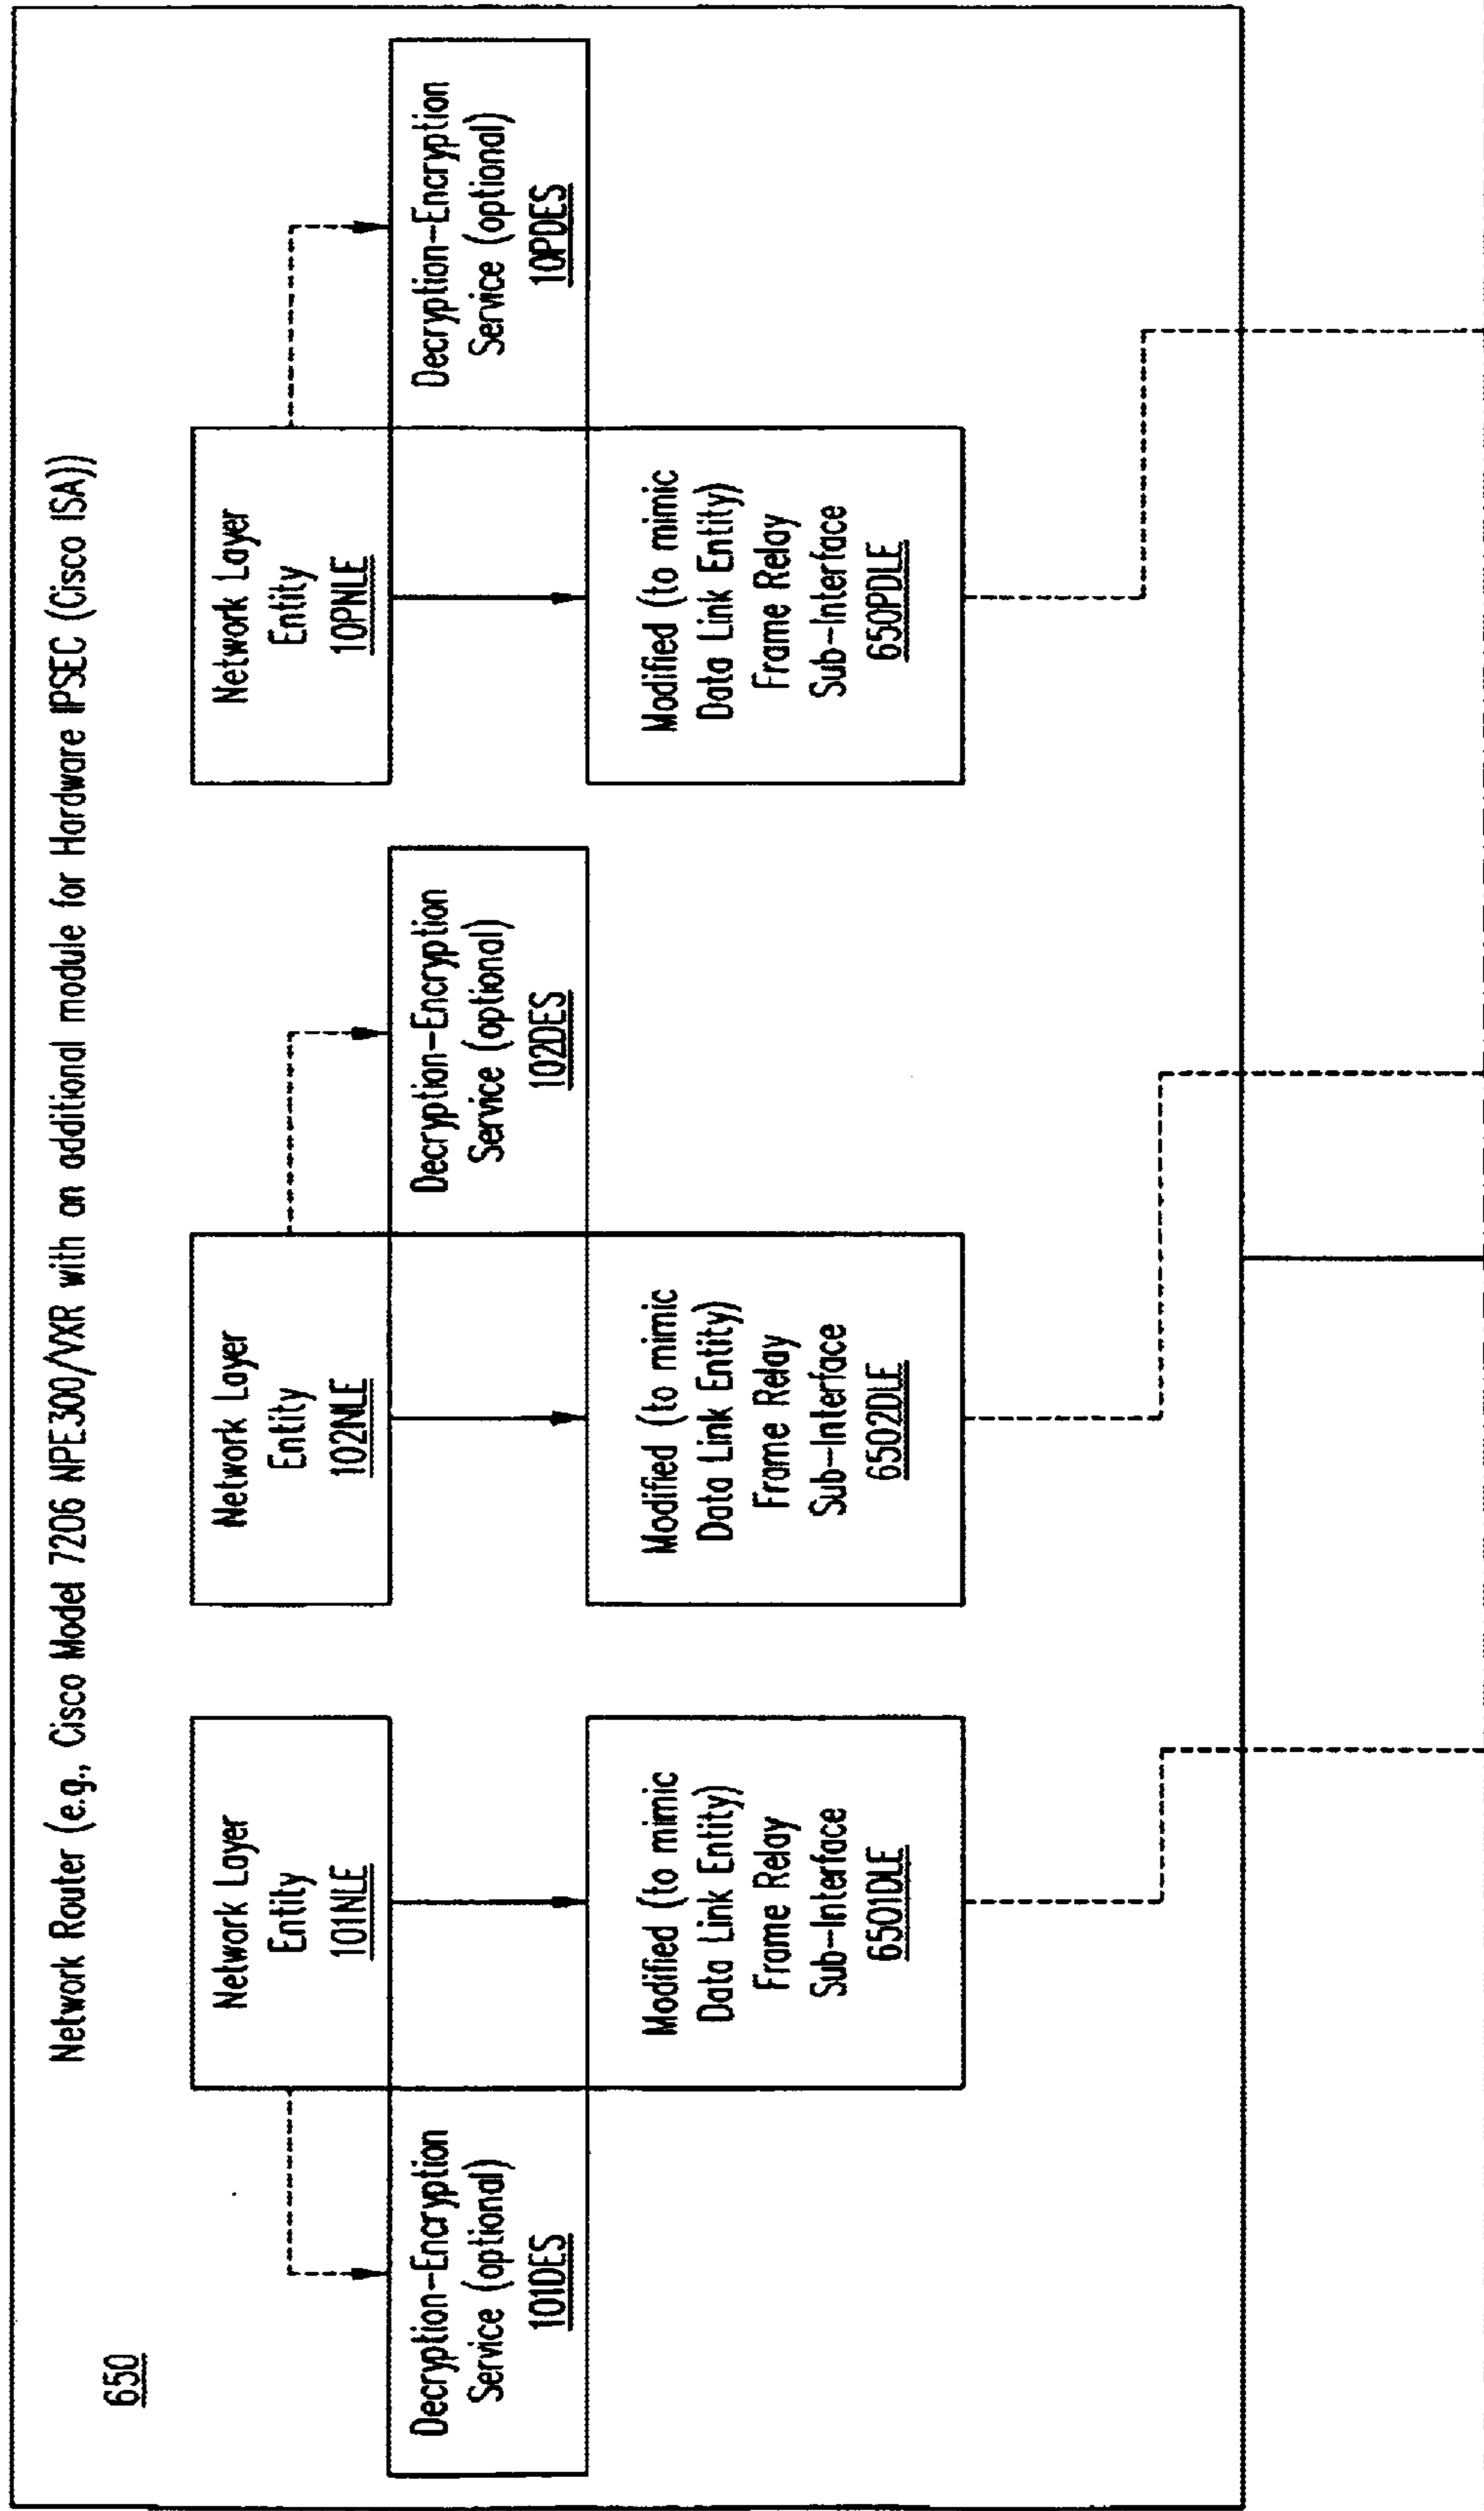 Network Router (e.g., Cisco Model 7206 NPE300/VXR with an additional module for Hardware IPSEC (Cisco ISA))
650
Network Layer
Entity
101NLE
Decryption-Encryption
Service (optional)
101DES
Modified (to mimic
Data Link Entity)
Frame Relay
Sub-Interface
6501DLE
Network Layer
Entity
102NLE
Decryption-Encryption
Service (optional)
102DES
Modified (to mimic
Data Link Entity)
Frame Relay
Sub-Interface
6502DLE
Network Layer
Entity
10PNLE
Decryption-Encryption
Service (optional)
10PDES
Modified (to mimic
Data Link Entity)
Frame Relay
Sub-Interface
650PDLE